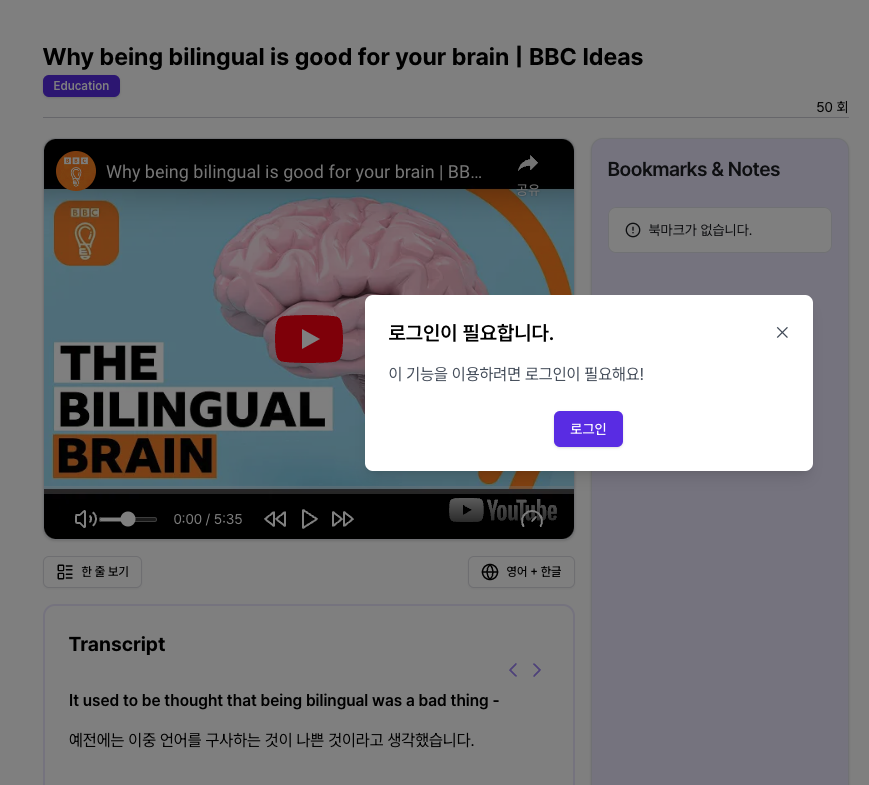 Why being bilingual is good for your brain | BBC Ideas
Education
50 회
BBC
Why being bilingual is good for your brain | BB...
공유
BBC
THE
BILINGUAL
BRAIN
0:00 / 5:35
YouTube
Bookmarks & Notes
북마크가 없습니다.
로그인이 필요합니다.
이 기능을 이용하려면 로그인이 필요해요!
로그인
한 줄 보기
영어 + 한글
Transcript
It used to be thought that being bilingual was a bad thing -
예전에는 이중 언어를 구사하는 것이 나쁜 것이라고 생각했습니다.